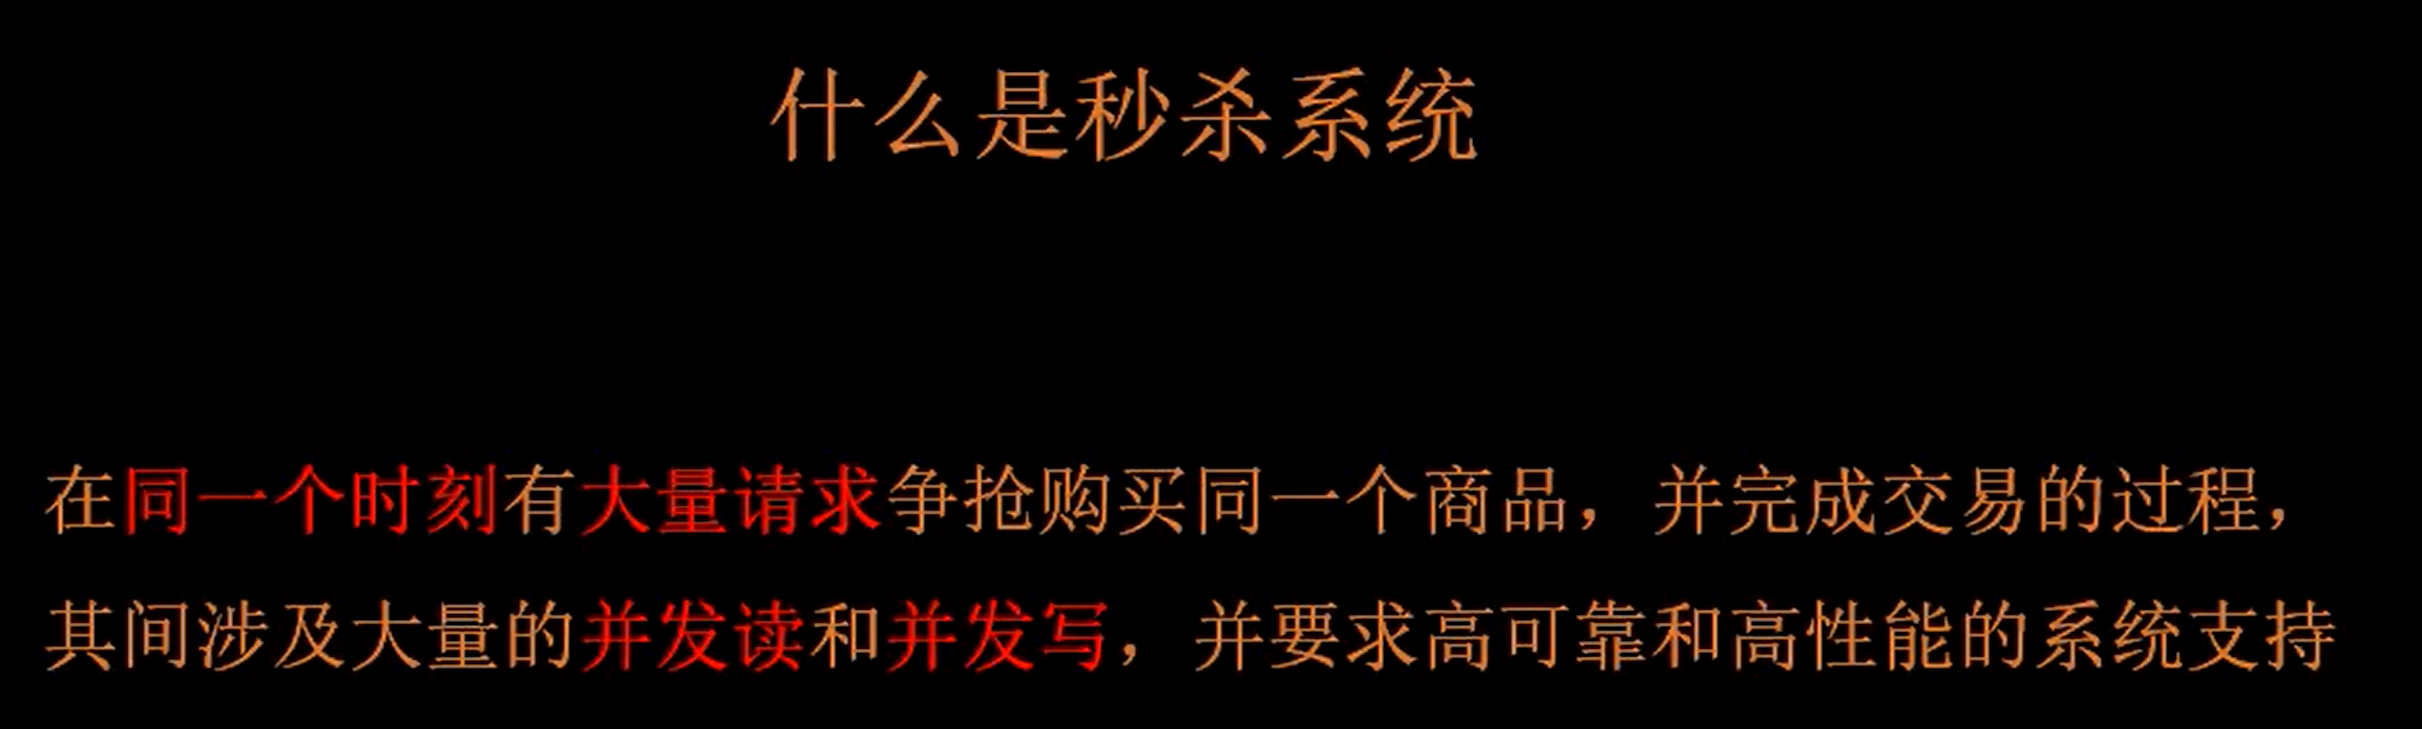 什么是秒杀系统
在同一个时刻有大量请求争抢购买同一个商品，并完成交易的过程，
其间涉及大量的并发读和并发写，并要求高可靠和高性能的系统支持